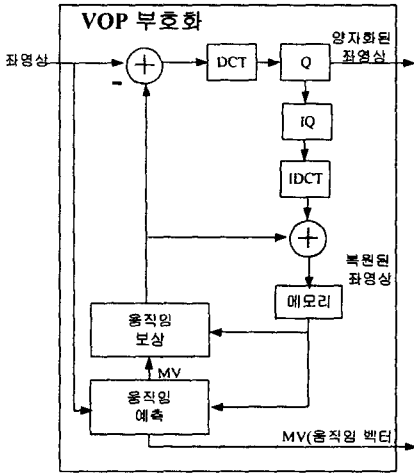 VOP 부호화
좌영상
-
+
DCT
Q
양자화된
좌영상
IQ
IDCT
+
복원된
좌영상
메모리
움직임
보상
MV
움직임
예측
MV(움직임 벡터